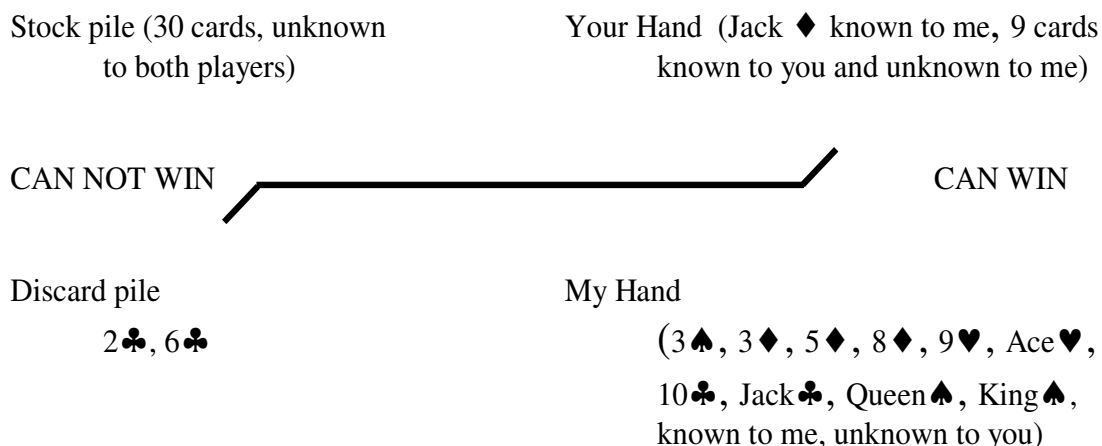 Stock pile (30 cards, unknown
to both players)
Your Hand (Jack ♦ known to me, 9 cards
known to you and unknown to me)
CAN NOT WIN
CAN WIN
Discard pile
2♣, 6♣
My Hand
(3♠, 3♦, 5♦, 8♦, 9♥, Ace♥,
10♣, Jack♣, Queen♠, King♠,
known to me, unknown to you)